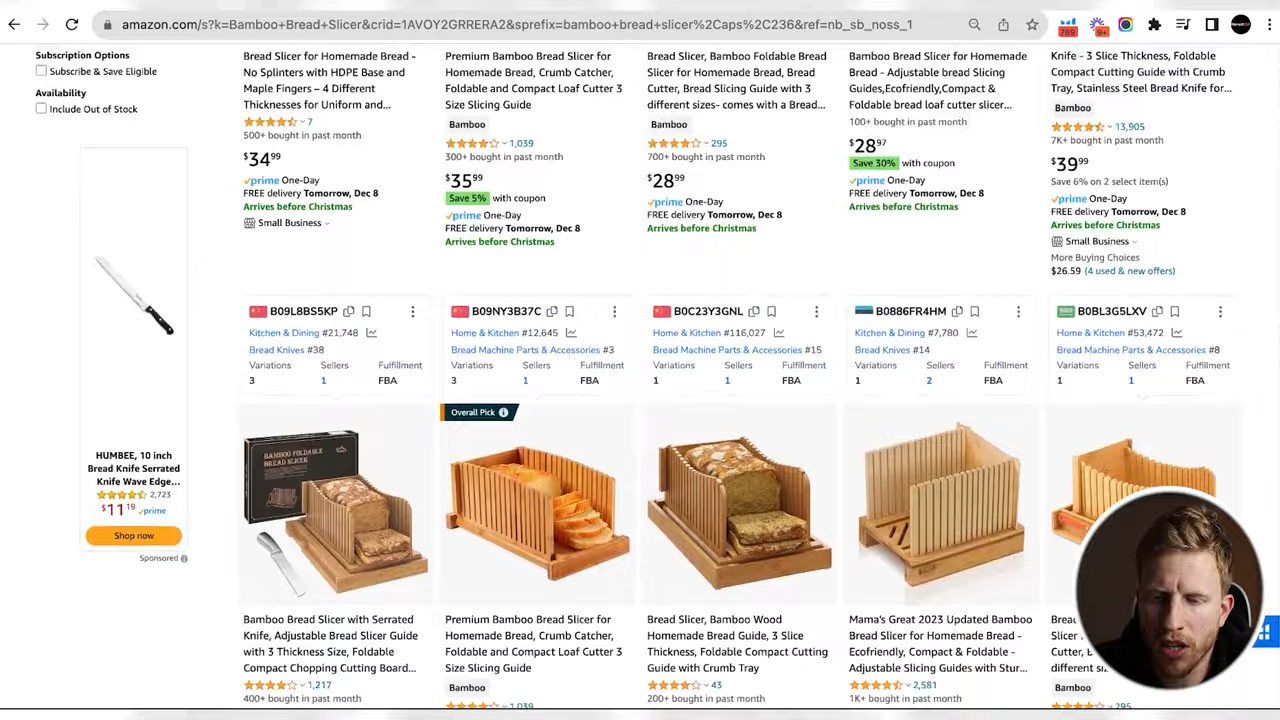 amazon.com/s?k=Bamboo+Bread+Slicer&crid=1AVOY2GRRERA2&sprefix=bamboo+bread+slicer%2Caps%2C236&ref=nb_sb_noss_1
789
9+
Subscription Options
Subscribe & Save Eligible
Availability
Include Out of Stock
HUMBEE, 10 inch
Bread Knife Serrated
Knife Wave Edge...
2,723
$11 19 prime
Shop now
Sponsored
Bread Slicer for Homemade Bread -
No Splinters with HDPE Base and
Maple Fingers – 4 Different
Thicknesses for Uniform and...
7
500+ bought in past month
$34 99
prime One-Day
FREE delivery Tomorrow, Dec 8
Arrives before Christmas
Small Business
Premium Bamboo Bread Slicer for
Homemade Bread, Crumb Catcher,
Foldable and Compact Loaf Cutter 3
Size Slicing Guide
Bamboo
1,039
300+ bought in past month
$35 99
Save 5% with coupon
prime One-Day
FREE delivery Tomorrow, Dec 8
Arrives before Christmas
Bread Slicer, Bamboo Foldable Bread
Slicer for Homemade Bread, Bread
Cutter, Bread Slicing Guide with 3
different sizes- comes with a Bread...
Bamboo
295
700+ bought in past month
$28 99
prime One-Day
FREE delivery Tomorrow, Dec 8
Arrives before Christmas
Bamboo Bread Slicer for Homemade
Bread - Adjustable bread Slicing
Guides,Ecofriendly,Compact &
Foldable bread loaf cutter slicer...
100+ bought in past month
$28 97
Save 30% with coupon
prime One-Day
FREE delivery Tomorrow, Dec 8
Arrives before Christmas
Knife - 3 Slice Thickness, Foldable
Compact Cutting Guide with Crumb
Tray, Stainless Steel Bread Knife for...
Bamboo
13,905
7K+ bought in past month
$39 99
Save 6% on 2 select item(s)
prime One-Day
FREE delivery Tomorrow, Dec 8
Arrives before Christmas
Small Business
More Buying Choices
$26.59 (4 used & new offers)
B09L8BS5KP
Kitchen & Dining #21,748
Bread Knives #38
Variations Sellers Fulfillment
3 1 FBA
BAMBOO FOLDABLE
BREAD SLICER
Bamboo Bread Slicer with Serrated
Knife, Adjustable Bread Slicer Guide
with 3 Thickness Size, Foldable
Compact Chopping Cutting Board...
1,217
400+ bought in past month
B09NY3B37C
Home & Kitchen #12,645
Bread Machine Parts & Accessories #3
Variations Sellers Fulfillment
3 1 FBA
Overall Pick
Premium Bamboo Bread Slicer for
Homemade Bread, Crumb Catcher,
Foldable and Compact Loaf Cutter 3
Size Slicing Guide
Bamboo
1,039
B0C23Y3GNL
Home & Kitchen #116,027
Bread Machine Parts & Accessories #15
Variations Sellers Fulfillment
1 1 FBA
Bread Slicer, Bamboo Wood
Homemade Bread Guide, 3 Slice
Thickness, Foldable Compact Cutting
Guide with Crumb Tray
43
200+ bought in past month
B0886FR4HM
Kitchen & Dining #7,780
Bread Knives #14
Variations Sellers Fulfillment
1 2 FBA
Mama's Great 2023 Updated Bamboo
Bread Slicer for Homemade Bread -
Ecofriendly, Compact & Foldable -
Adjustable Slicing Guides with Stur...
2,581
1K+ bought in past month
B0BL3G5LXV
Home & Kitchen #53,472
Bread Machine Parts & Accessories #8
Variations Sellers Fulfillment
1 1 FBA
Slicer
Cutter, B
different si
Bamboo
295